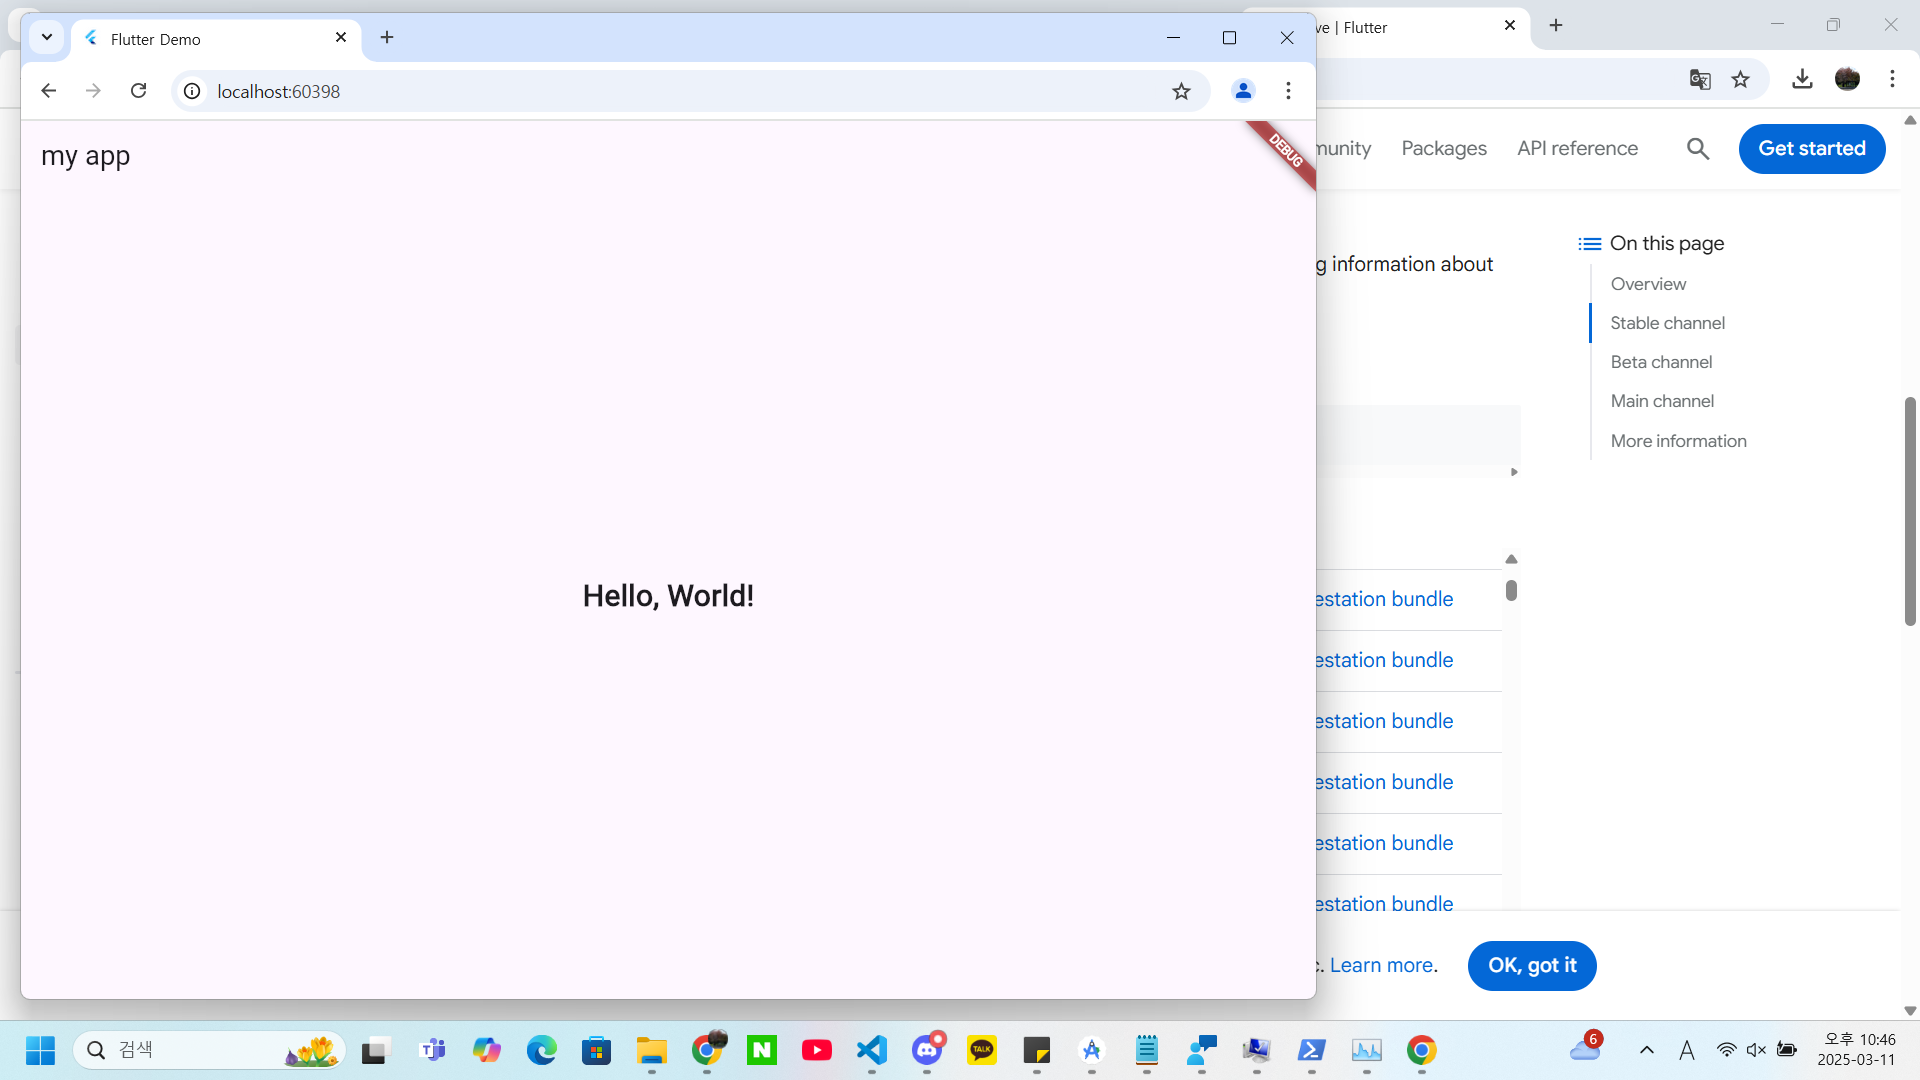 Flutter Demo
ve | Flutter
localhost:60398
my app
DEBUG
munity
Packages
API reference
Get started
g information about
On this page
Overview
Stable channel
Beta channel
Main channel
More information
Hello, World!
estation bundle
estation bundle
estation bundle
estation bundle
estation bundle
estation bundle
c. Learn more.
OK, got it
검색
TALK
N
A
6
오후 10:46
2025-03-11